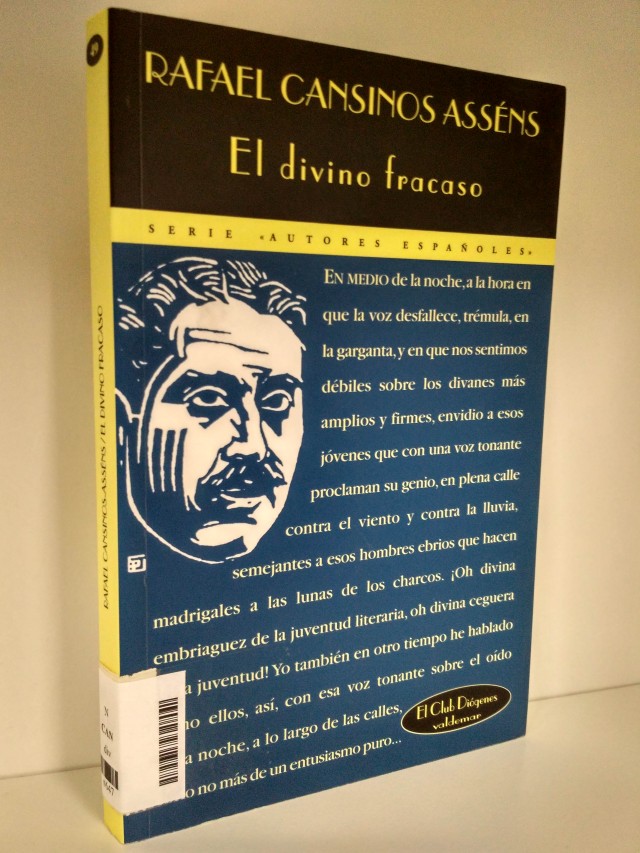 RAFAEL CANSINOS ASSÉNS
El divino fracaso
SERIE «AUTORES ESPAÑOLES»
EN MEDIO de la noche, a la hora en
que la voz desfallece, trémula, en
la garganta, y en que nos sentimos
débiles sobre los divanes más
amplios y firmes, envidio a esos
jóvenes que con una voz tonante
proclaman su genio, en plena calle
contra el viento y contra la lluvia,
semejantes a esos hombres ebrios que hacen
madrigales a las lunas de los charcos. ¡Oh divina
embriaguez de la juventud literaria, oh divina ceguera
juventud! Yo también en otro tiempo he hablado
ellos, así, con esa voz tonante sobre el oído
noche, a lo largo de las calles,
no más de un entusiasmo puro...
El Club Diógenes
valdemar
RAFAEL CANSINOS-ASSÉNS / EL DIVINO FRACASO
N
CAN
div